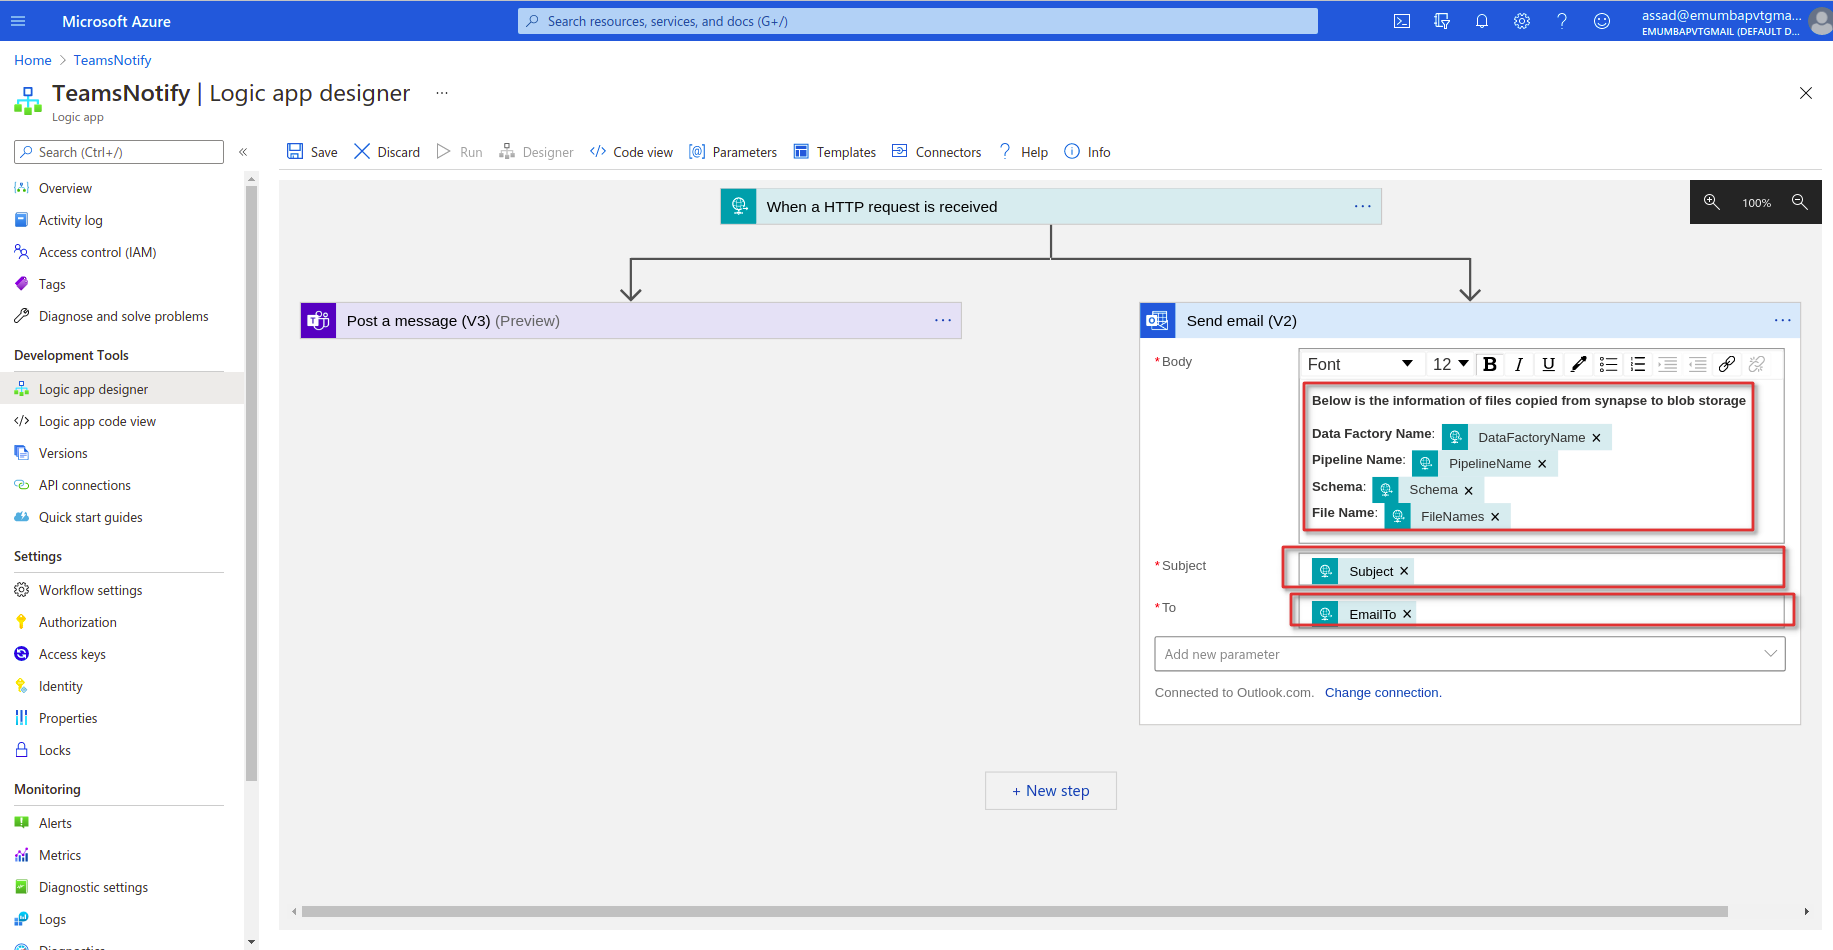 Microsoft Azure
Search resources, services, and docs (G+/)
assad@emumbapvtgma...
EMUMBAPVTGMAIL (DEFAULT D...
Home > TeamsNotify
TeamsNotify | Logic app designer ...
Logic app
Search (Ctrl+/)
«
Save Discard Run Designer Code view Parameters Templates Connectors Help Info
Overview
Activity log
Access control (IAM)
Tags
Diagnose and solve problems
Development Tools
Logic app designer
Logic app code view
Versions
API connections
Quick start guides
Settings
Workflow settings
Authorization
Access keys
Identity
Properties
Locks
Monitoring
Alerts
Metrics
Diagnostic settings
Logs
When a HTTP request is received ...
100%
Post a message (V3) (Preview) ...
Send email (V2) ...
* Body
Font 12 B I U
Below is the information of files copied from synapse to blob storage
Data Factory Name: DataFactoryName ×
Pipeline Name: PipelineName ×
Schema: Schema ×
File Name: FileNames ×
* Subject
Subject ×
* To
EmailTo ×
Add new parameter
Connected to Outlook.com. Change connection.
+ New step